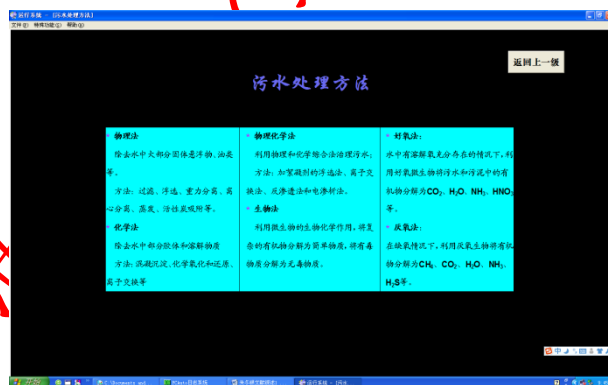 运行系统 - [污水处理方法]
文件(F) 特殊功能(S) 帮助(H)
返回上一级
污水处理方法
• 物理法
除去水中大部分固体悬浮物、油类
等。
方法：过滤、浮选、重力分离、离
心分离、蒸发、活性炭吸附等。
• 化学法
除去水中部分胶体和溶解物质
方法：混凝沉淀、化学氧化和还原、
离子交换等
• 物理化学法
利用物理和化学综合法治理污水；
方法：加絮凝剂的浮选法、离子交
换法、反渗透法和电渗析法。
• 生物法
利用微生物的生物化学作用，将复
杂的有机物分解为简单物质，将有毒
物质分解为无毒物质。
• 好氧法：
水中有溶解氧充分存在的情况下，利
用好氧微生物将污水和污泥中的有
机物分解为CO₂、H₂O、NH₃、HNO₃
等。
• 厌氧法：
在缺氧情况下，利用厌氧生物将有机
物分解为CH₄、CO₂、H₂O、NH₃、
H₂S等。
中
开始